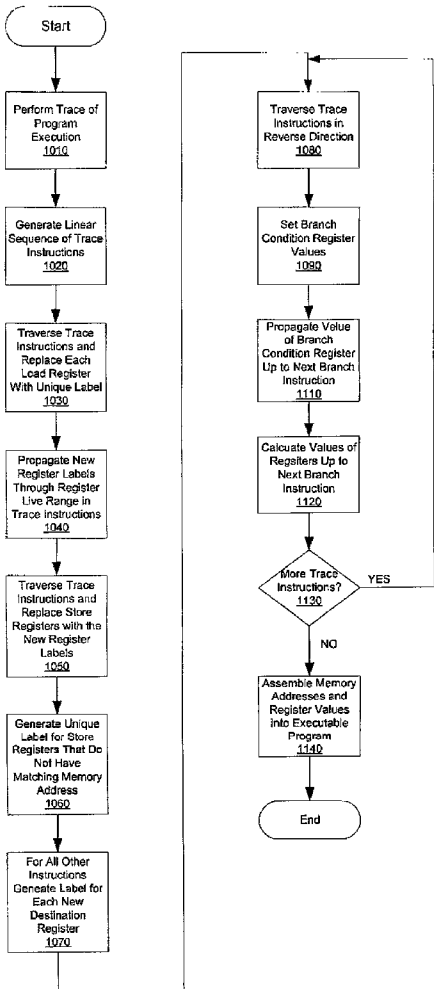 Start
Perform Trace of
Program
Execution
1010
Generate Linear
Sequence of Trace
Instructions
1020
Traverse Trace
Instructions and
Replace Each
Load Register
With Unique Label
1030
Propagate New
Register Labels
Through Register
Live Range in
Trace Instructions
1040
Traverse Trace
Instructions and
Replace Store
Registers with the
New Register
Labels
1050
Generate Unique
Label for Store
Registers That Do
Not Have
Matching Memory
Address
1060
For All Other
Instructions
Geneate Label for
Each New
Destination
Register
1070
Traverse Trace
Instructions in
Reverse Direction
1080
Set Branch
Condition Register
Values
1090
Propagate Value
of Branch
Condition Register
Up to Next Branch
Instruction
1110
Calcuate Values of
Regsiters Up to
Next Branch
Instruction
1120
More Trace
Instructions?
1130
YES
NO
Assemble Memory
Addresses and
Register Values
into Executable
Program
1140
End